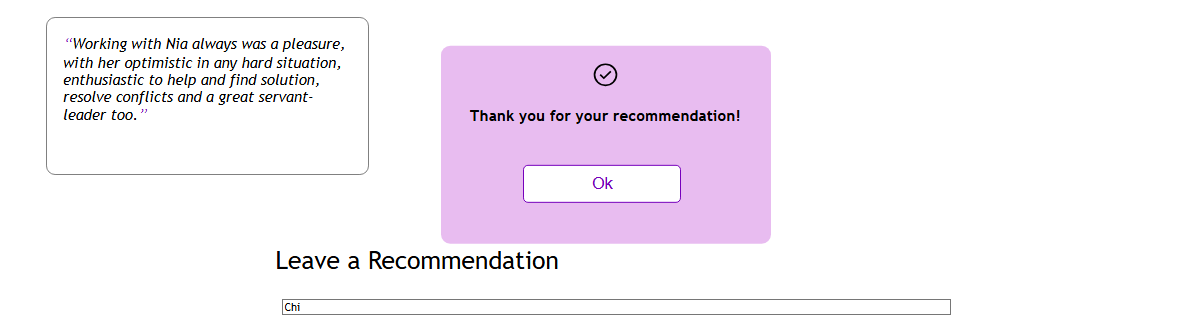 “Working with Nia always was a pleasure,
with her optimistic in any hard situation,
enthusiastic to help and find solution,
resolve conflicts and a great servant-
leader too.”
Thank you for your recommendation!
Ok
Leave a Recommendation
Chi